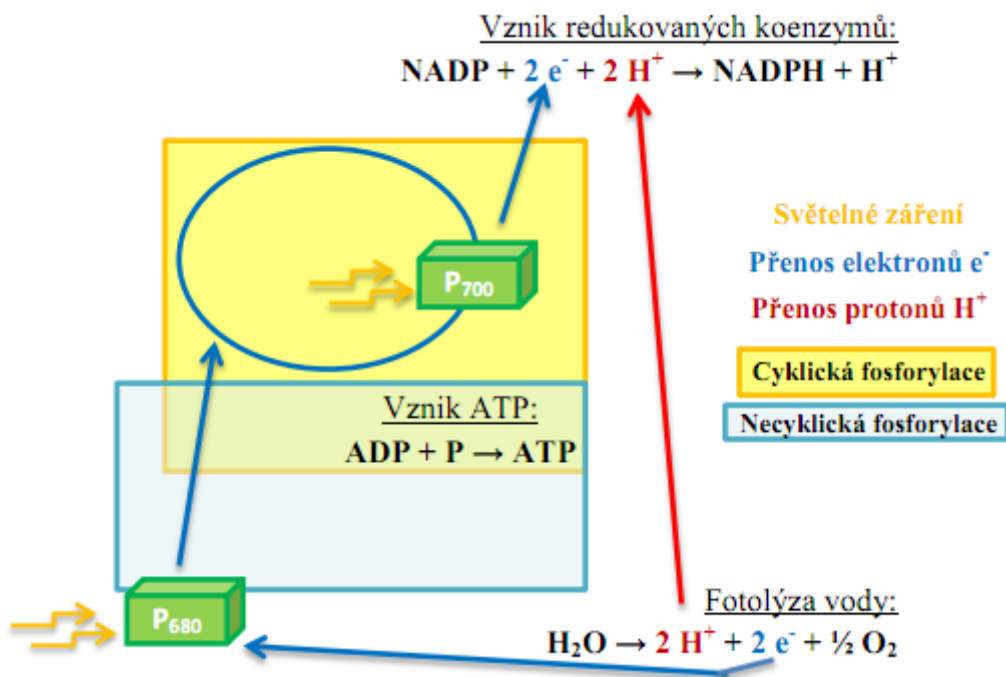 Vznik redukovaných koenzymů:
NADP + 2 e⁻ + 2 H⁺ → NADPH + H⁺
P₇₀₀
Světelné záření
Přenos elektronů e⁻
Přenos protonů H⁺
Cyklická fosforylace
Necyklická fosforylace
Vznik ATP:
ADP + P → ATP
P₆₈₀
Fotolýza vody:
H₂O → 2 H⁺ + 2 e⁻ + ½ O₂